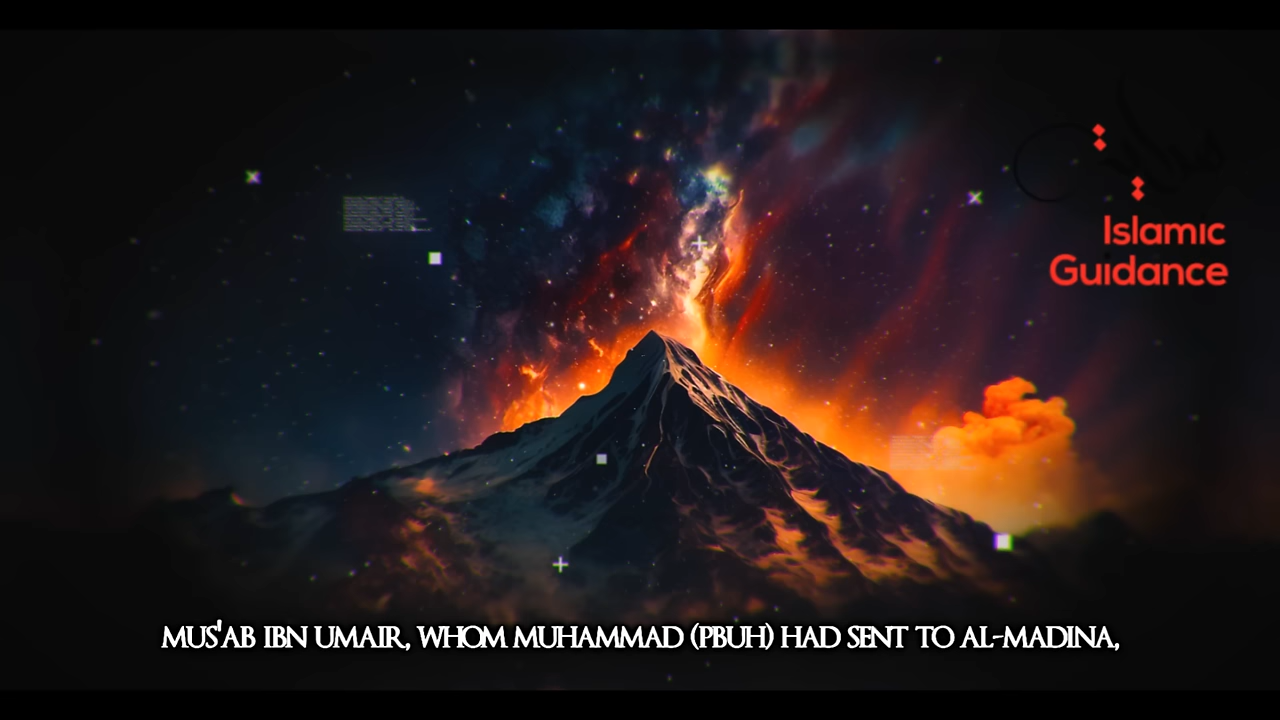 Islamic
Guidance
MUS'AB IBN UMAIR, WHOM MUHAMMAD (PBUH) HAD SENT TO AL-MADINA,